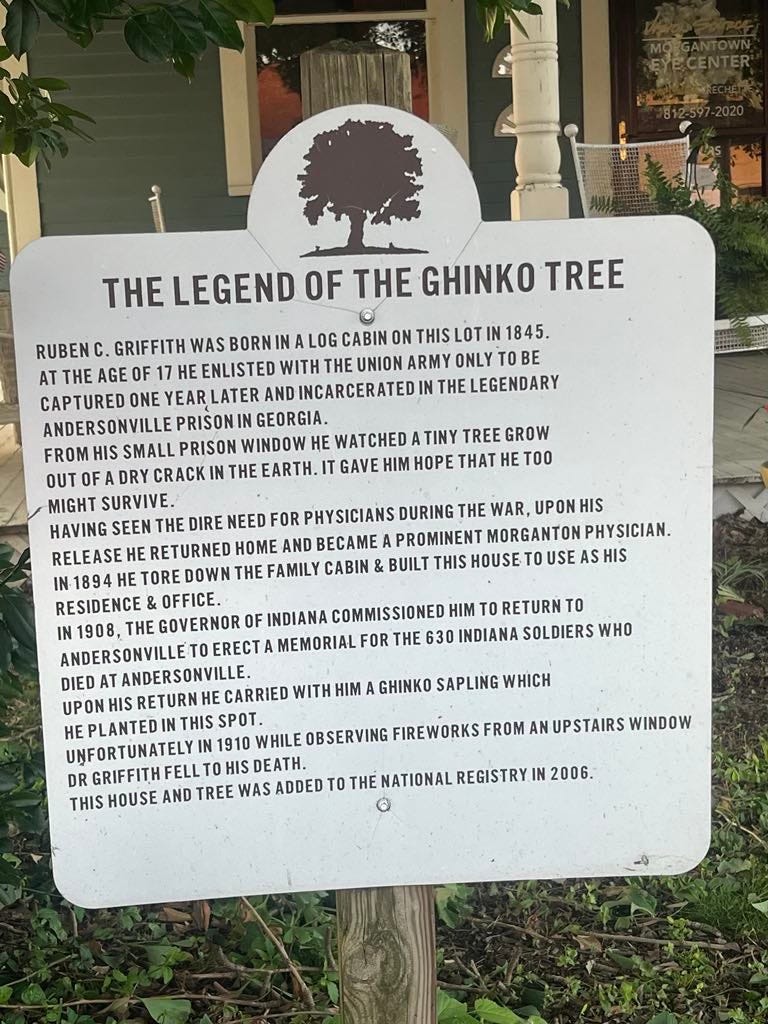 MORGANTOWN
EYE CENTER
812-597-2020
THE LEGEND OF THE GHINKO TREE
RUBEN C. GRIFFITH WAS BORN IN A LOG CABIN ON THIS LOT IN 1845.
AT THE AGE OF 17 HE ENLISTED WITH THE UNION ARMY ONLY TO BE
CAPTURED ONE YEAR LATER AND INCARCERATED IN THE LEGENDARY
ANDERSONVILLE PRISON IN GEORGIA.
FROM HIS SMALL PRISON WINDOW HE WATCHED A TINY TREE GROW
OUT OF A DRY CRACK IN THE EARTH. IT GAVE HIM HOPE THAT HE TOO
MIGHT SURVIVE.
HAVING SEEN THE DIRE NEED FOR PHYSICIANS DURING THE WAR, UPON HIS
RELEASE HE RETURNED HOME AND BECAME A PROMINENT MORGANTON PHYSICIAN.
IN 1894 HE TORE DOWN THE FAMILY CABIN & BUILT THIS HOUSE TO USE AS HIS
RESIDENCE & OFFICE.
IN 1908, THE GOVERNOR OF INDIANA COMMISSIONED HIM TO RETURN TO
ANDERSONVILLE TO ERECT A MEMORIAL FOR THE 630 INDIANA SOLDIERS WHO
DIED AT ANDERSONVILLE.
UPON HIS RETURN HE CARRIED WITH HIM A GHINKO SAPLING WHICH
HE PLANTED IN THIS SPOT.
UNFORTUNATELY IN 1910 WHILE OBSERVING FIREWORKS FROM AN UPSTAIRS WINDOW
DR GRIFFITH FELL TO HIS DEATH.
THIS HOUSE AND TREE WAS ADDED TO THE NATIONAL REGISTRY IN 2006.